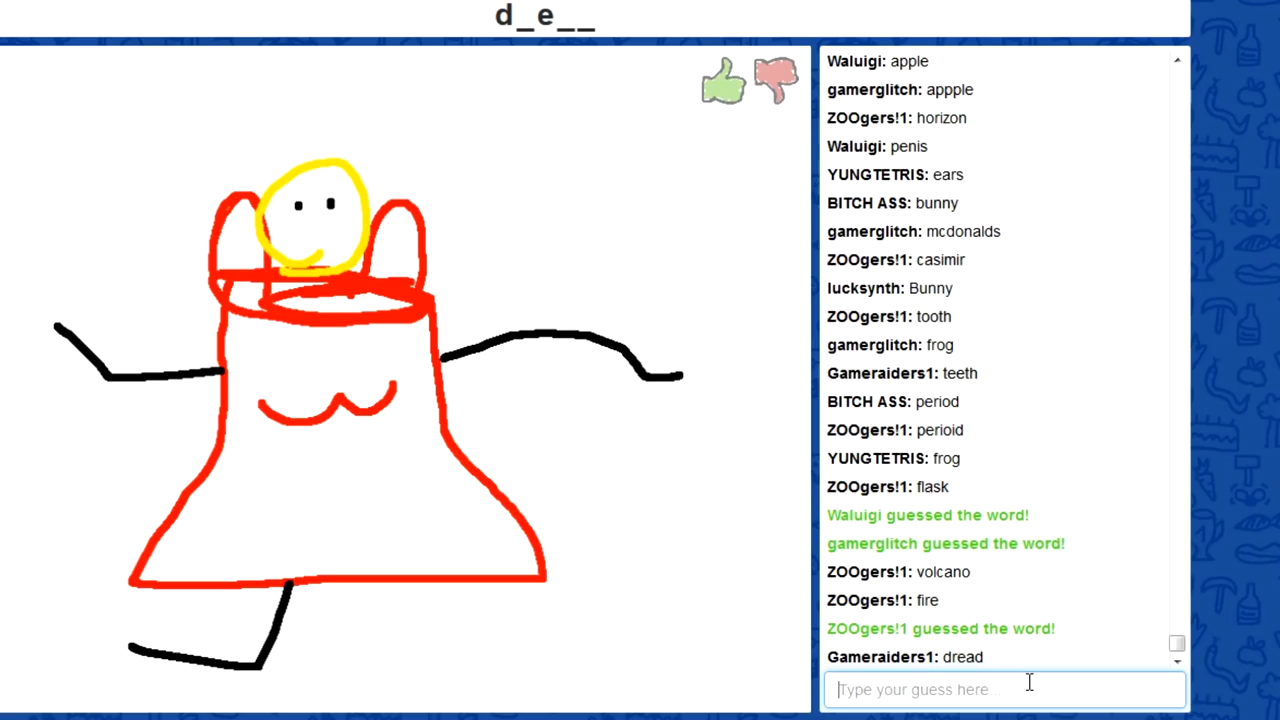 d_e__
Waluigi: apple
gamerglitch: appple
ZOOgers!1: horizon
Waluigi: penis
YUNGTETRIS: ears
BITCH ASS: bunny
gamerglitch: mcdonalds
ZOOgers!1: casimir
lucksynth: Bunny
ZOOgers!1: tooth
gamerglitch: frog
Gameraiders1: teeth
BITCH ASS: period
ZOOgers!1: perioid
YUNGTETRIS: frog
ZOOgers!1: flask
Waluigi guessed the word!
gamerglitch guessed the word!
ZOOgers!1: volcano
ZOOgers!1: fire
ZOOgers!1 guessed the word!
Gameraiders1: dread
Type your guess here...